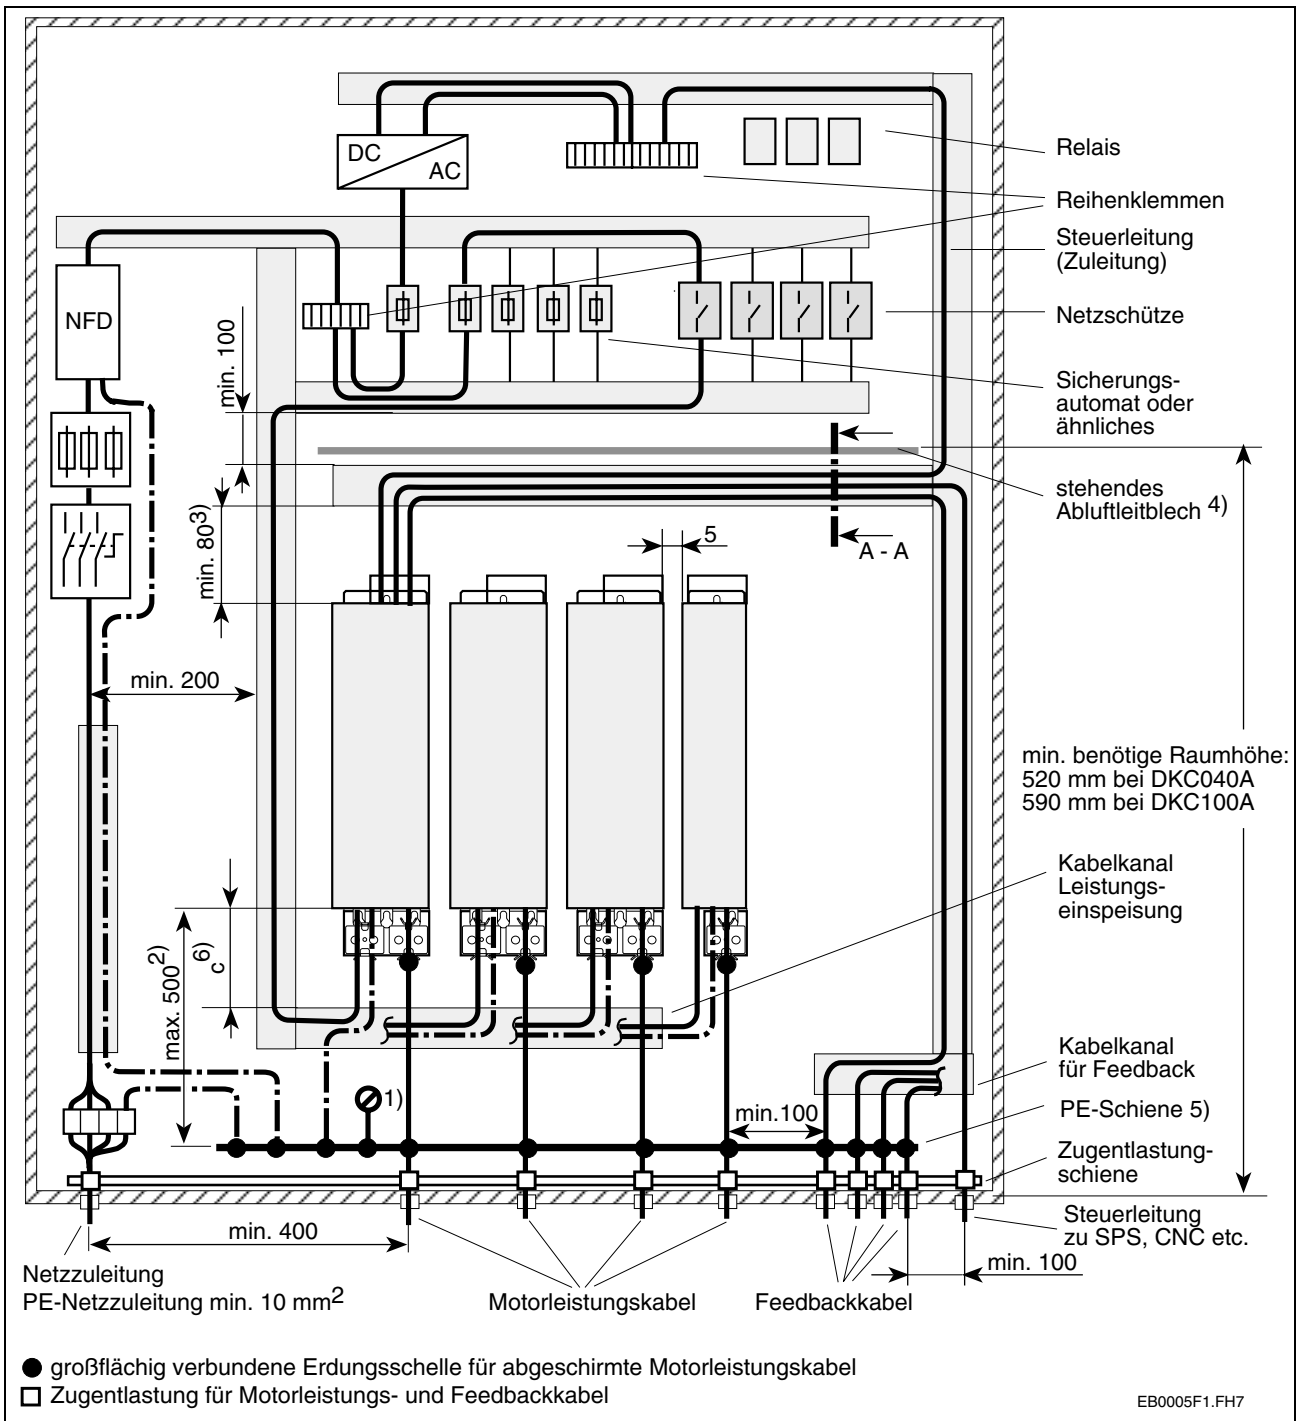 DC
AC
Relais
Reihenklemmen
Steuerleitung
(Zuleitung)
NFD
Netzschütze
min. 100
Sicherungs-
automat oder
ähnliches
stehendes
Abluftleitblech 4)
min. 80 3)
5
A - A
min. 200
min. benötige Raumhöhe:
520 mm bei DKC040A
590 mm bei DKC100A
Kabelkanal
Leistungs-
einspeisung
max. 500 2)
c 6)
Kabelkanal
für Feedback
1)
min.100
PE-Schiene 5)
Zugentlastung-
schiene
Steuerleitung
zu SPS, CNC etc.
min. 400
min. 100
Netzzuleitung
PE-Netzzuleitung min. 10 mm2
Motorleistungskabel
Feedbackkabel
großflächig verbundene Erdungsschelle für abgeschirmte Motorleistungskabel
Zugentlastung für Motorleistungs- und Feedbackkabel
EB0005F1.FH7